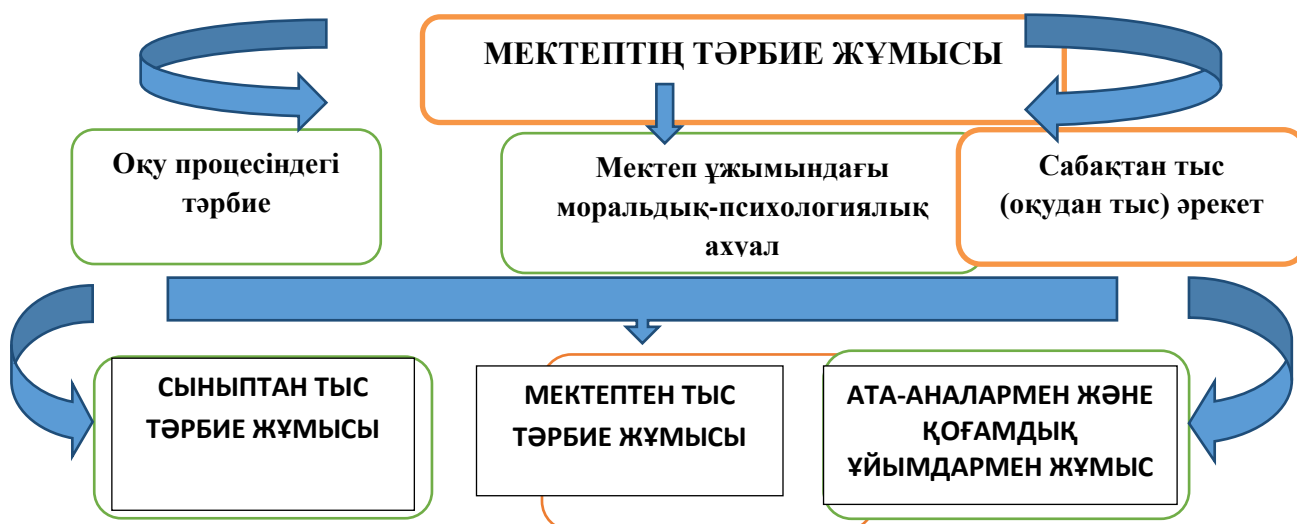 МЕКТЕПТІҢ ТӘРБИЕ ЖҰМЫСЫ
Оқу процесіндегі
тәрбие
Мектеп ұжымындағы
моральдық-психологиялық
ахуал
Сабақтан тыс
(оқудан тыс) әрекет
СЫНЫПТАН ТЫС
ТӘРБИЕ ЖҰМЫСЫ
МЕКТЕПТЕН ТЫС
ТӘРБИЕ ЖҰМЫСЫ
АТА-АНАЛАРМЕН ЖӘНЕ
ҚОҒАМДЫҚ
ҰЙЫМДАРМЕН ЖҰМЫС